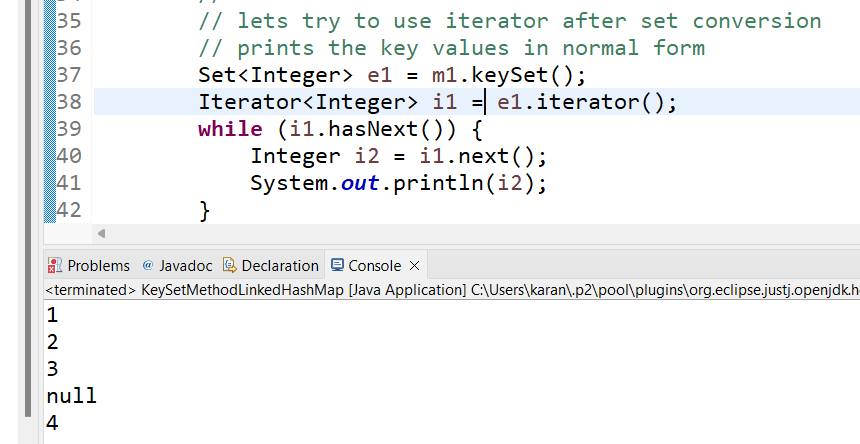 35 // lets try to use iterator after set conversion
36 // prints the key values in normal form
37 Set<Integer> e1 = m1.keySet();
38 Iterator<Integer> i1 = e1.iterator();
39 while (i1.hasNext()) {
40 Integer i2 = i1.next();
41 System.out.println(i2);
42 }
Problems @ Javadoc Declaration Console
<terminated> KeySetMethodLinkedHashMap [Java Application] C:\Users\karan\.p2\pool\plugins\org.eclipse.justj.openjdk.h
1
2
3
null
4